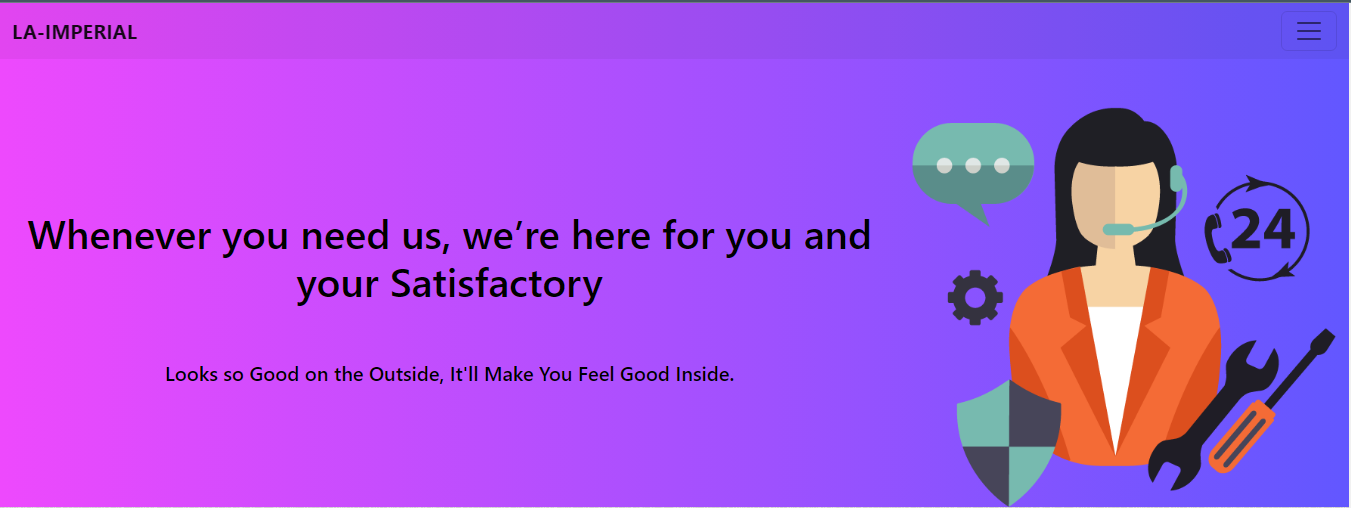 LA-IMPERIAL
Whenever you need us, we’re here for you and
your Satisfactory
Looks so Good on the Outside, It'll Make You Feel Good Inside.
24